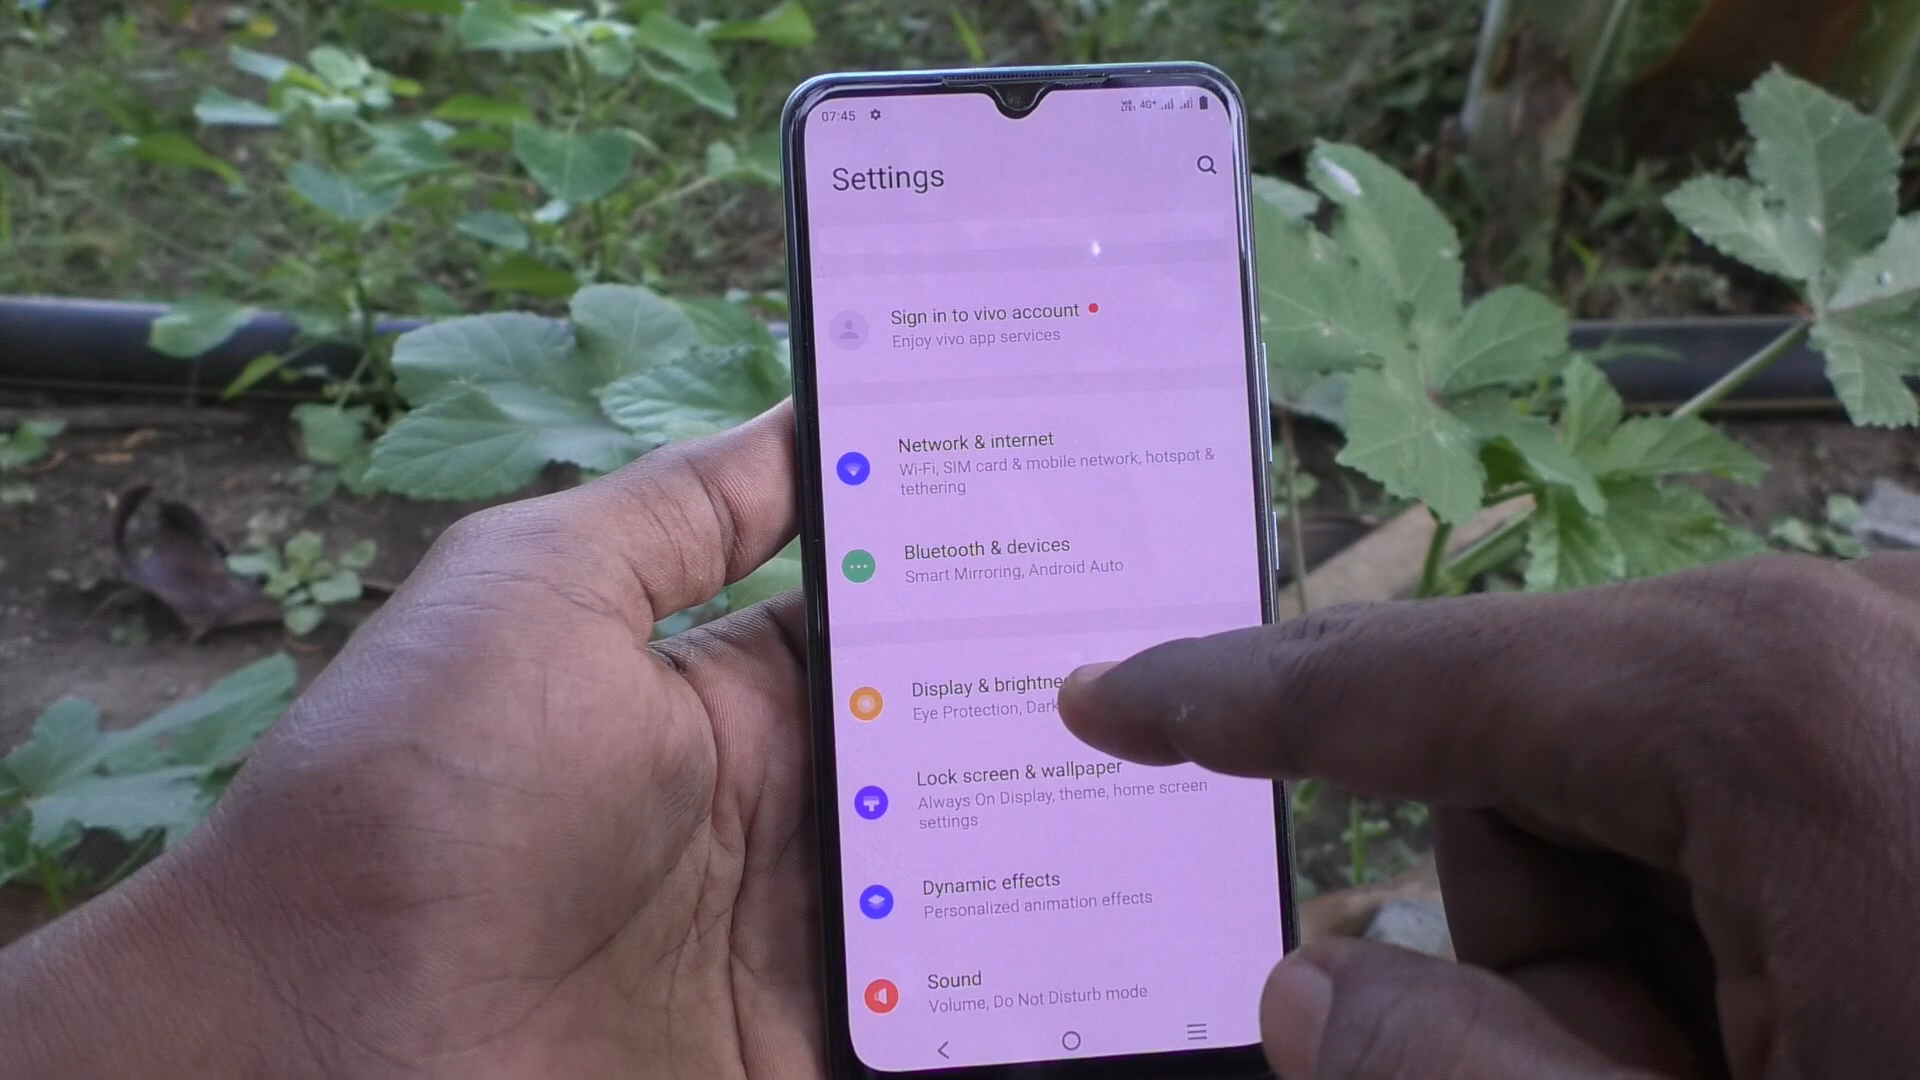 07:45 4G+
Settings
Sign in to vivo account
Enjoy vivo app services
Network & internet
Wi-Fi, SIM card & mobile network, hotspot &
tethering
Bluetooth & devices
Smart Mirroring, Android Auto
Display & brightne
Eye Protection, Dark
Lock screen & wallpaper
Always On Display, theme, home screen
settings
Dynamic effects
Personalized animation effects
Sound
Volume, Do Not Disturb mode